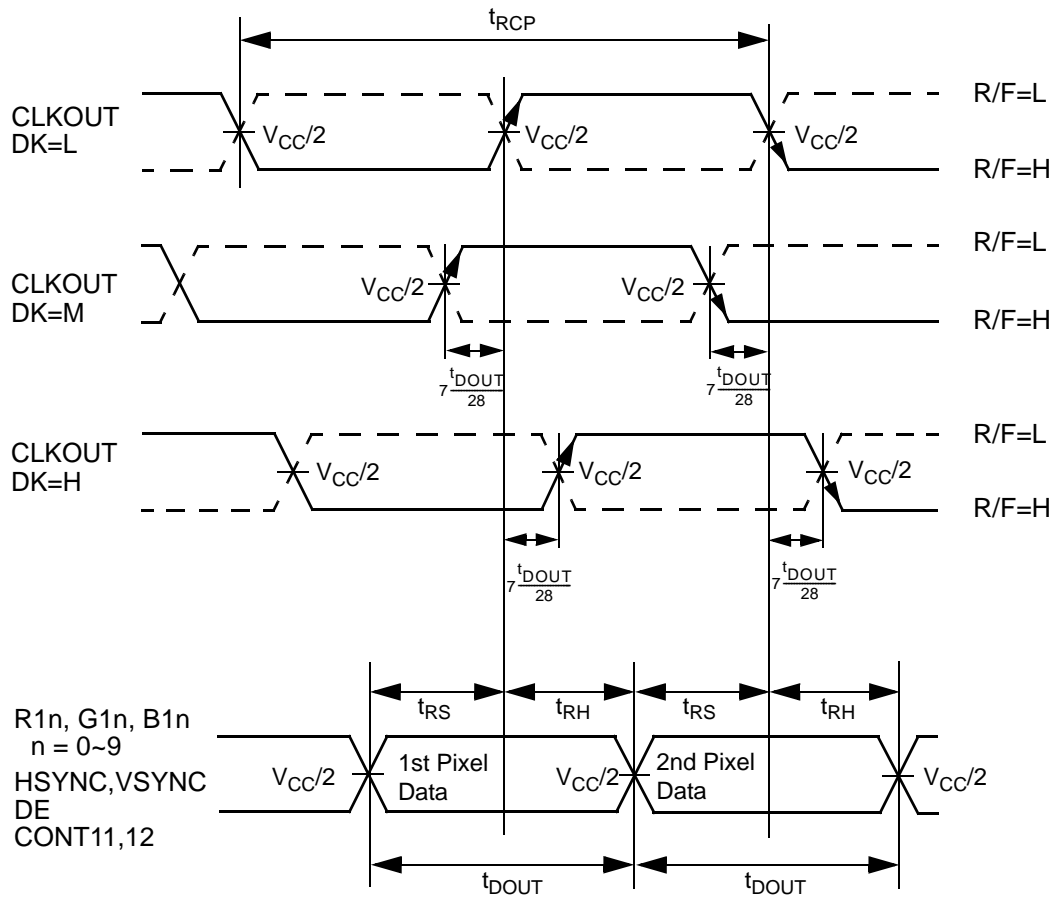 tRCP
CLKOUT
DK=L
VCC/2
VCC/2
VCC/2
R/F=L
R/F=H
CLKOUT
DK=M
VCC/2
VCC/2
R/F=L
R/F=H
7 tDOUT/28
7 tDOUT/28
CLKOUT
DK=H
VCC/2
VCC/2
VCC/2
R/F=L
R/F=H
7 tDOUT/28
7 tDOUT/28
tRS
tRH
tRS
tRH
R1n, G1n, B1n
n = 0~9
HSYNC,VSYNC
DE
CONT11,12
VCC/2
1st Pixel
Data
VCC/2
2nd Pixel
Data
VCC/2
tDOUT
tDOUT